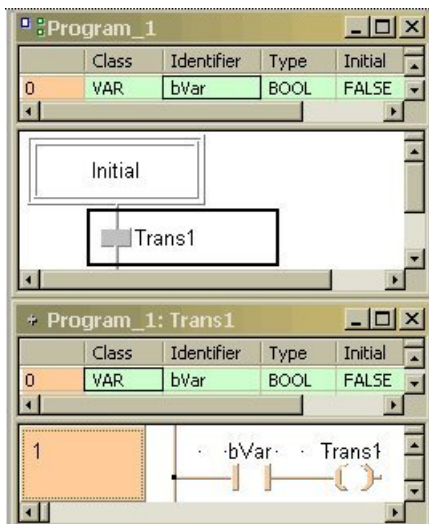 Program_1
Class Identifier Type Initial
0 VAR bVar BOOL FALSE
Initial
Trans1
Program_1: Trans1
Class Identifier Type Initial
0 VAR bVar BOOL FALSE
1
bVar Trans1